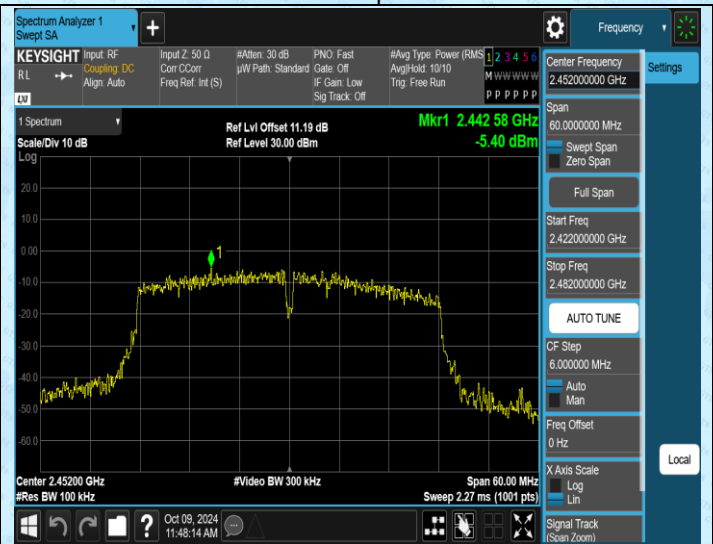 Spectrum Analyzer 1
Swept SA
+
Frequency
KEYSIGHT
RL
LXI
Input: RF
Coupling: DC
Align: Auto
Input Z: 50 Ω
Corr CCorr
Freq Ref: Int (S)
#Atten: 30 dB
µW Path: Standard
PNO: Fast
Gate: Off
IF Gain: Low
Sig Track: Off
#Avg Type: Power (RMS
Avg|Hold: 10/10
Trig: Free Run
1 2 3 4 5 6
M W W W W W
P P P P P P
1 Spectrum
Scale/Div 10 dB
Ref Lvl Offset 11.19 dB
Ref Level 30.00 dBm
Mkr1 2.442 58 GHz
-5.40 dBm
Log
20.0
10.0
0.00
-10.0
-20.0
-30.0
-40.0
-50.0
-60.0
1
Center 2.45200 GHz
#Res BW 100 kHz
#Video BW 300 kHz
Span 60.00 MHz
Sweep 2.27 ms (1001 pts)
Oct 09, 2024
11:48:14 AM
?
Center Frequency
2.452000000 GHz
Span
60.0000000 MHz
Swept Span
Zero Span
Full Span
Start Freq
2.422000000 GHz
Stop Freq
2.482000000 GHz
AUTO TUNE
CF Step
6.000000 MHz
Auto
Man
Freq Offset
0 Hz
X Axis Scale
Log
Lin
Signal Track
(Span Zoom)
Settings
Local